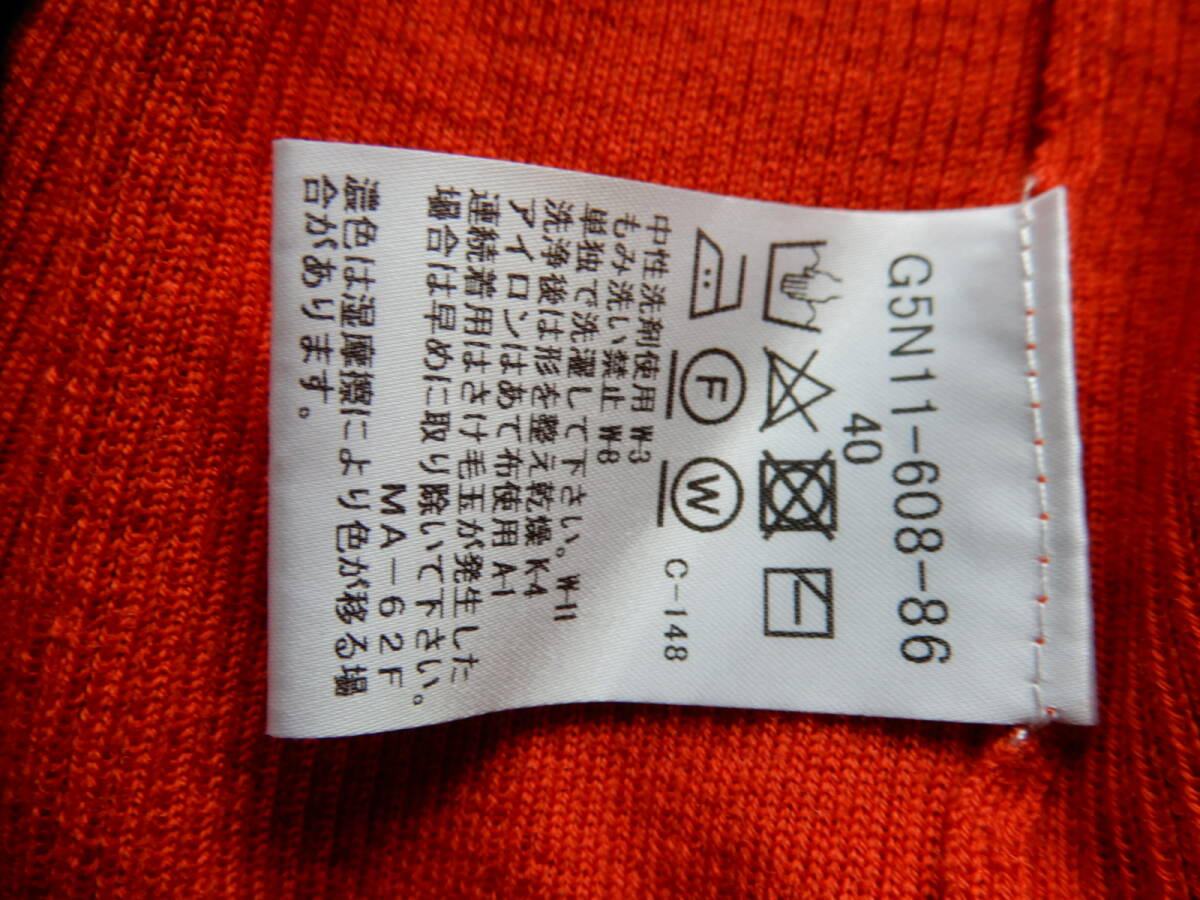 G5N11-608-86
40
F W C-148
中性洗剤使用 W-3
もみ洗い禁止 W-8
単独で洗濯して下さい。W-11
洗浄後は形を整え乾燥 K-4
アイロンはあて布使用 A-1
連続着用はさけ毛玉が発生した
場合は早めに取り除いて下さい。
MA-62F
濃色は湿摩擦により色が移る場
合があります。